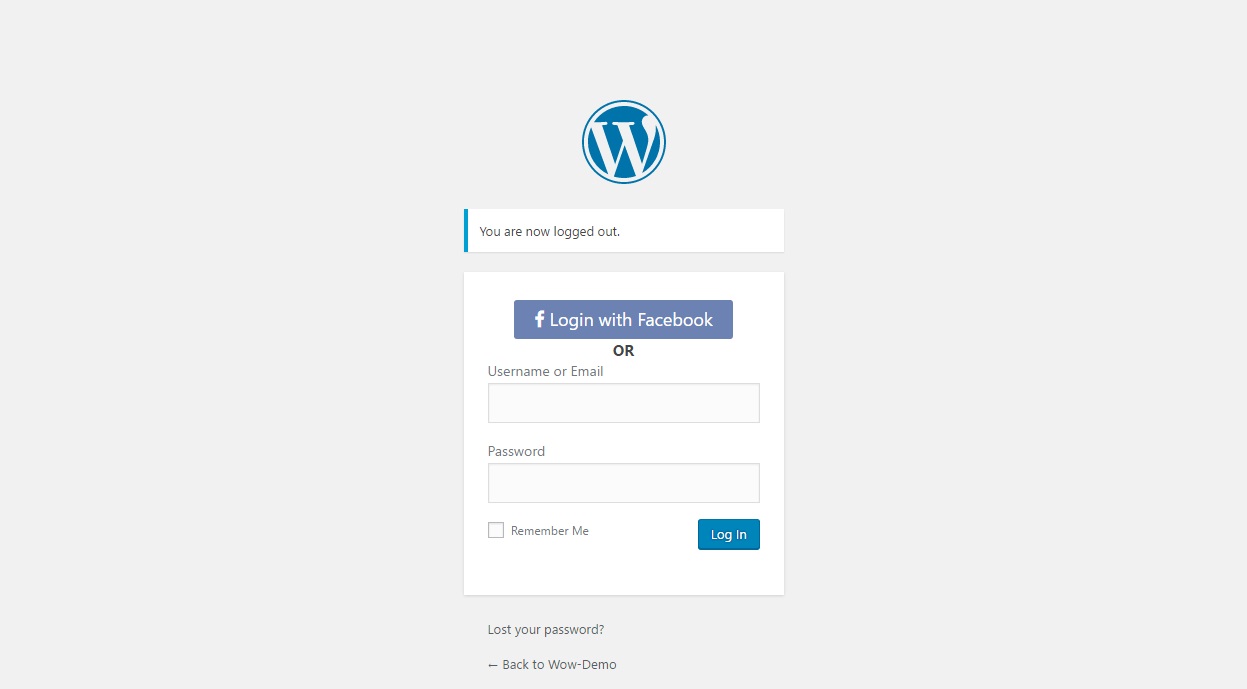 You are now logged out.
Login with Facebook
OR
Username or Email
Password
Remember Me
Log In
Lost your password?
← Back to Wow-Demo